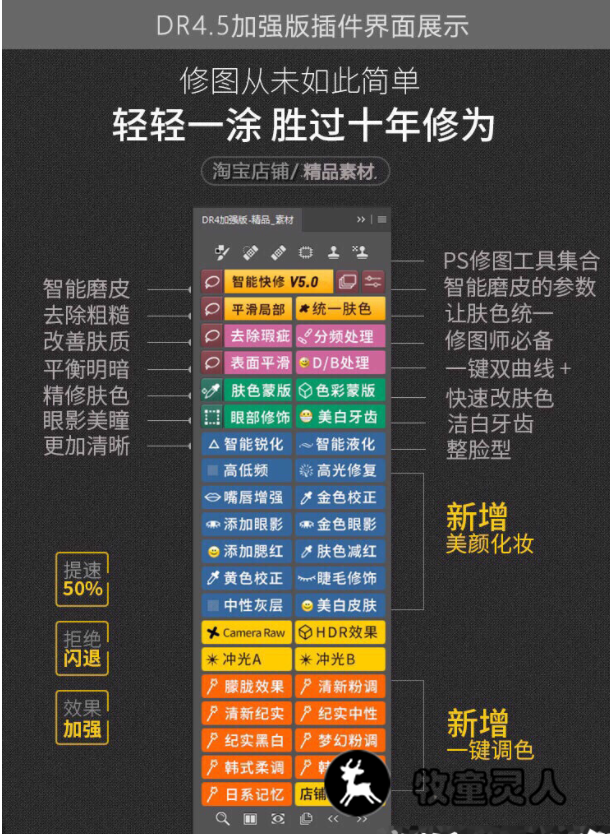 DR4.5加强版插件界面展示
修图从未如此简单
轻轻一涂 胜过十年修为
淘宝店铺/精品素材.
DR4加强版-精品_素材
智能快修 V5.0
平滑局部 统一肤色
去除瑕疵 分频处理
表面平滑 D/B处理
肤色蒙版 色彩蒙版
眼部修饰 美白牙齿
智能锐化 智能液化
高低频 高光修复
嘴唇增强 金色校正
添加眼影 金色眼影
添加腮红 肤色减红
黄色校正 睫毛修饰
中性灰层 美白皮肤
Camera Raw HDR效果
冲光A 冲光B
朦胧效果 清新粉调
清新纪实 纪实中性
纪实黑白 梦幻粉调
韩式柔调
日系记忆 店铺
智能磨皮
去除粗糙
改善肤质
平衡明暗
精修肤色
眼影美瞳
更加清晰
PS修图工具集合
智能磨皮的参数
让肤色统一
修图师必备
一键双曲线 +
快速改肤色
洁白牙齿
整脸型
新增
美颜化妆
提速
50%
拒绝
闪退
效果
加强
新增
一键调色
牧童灵人